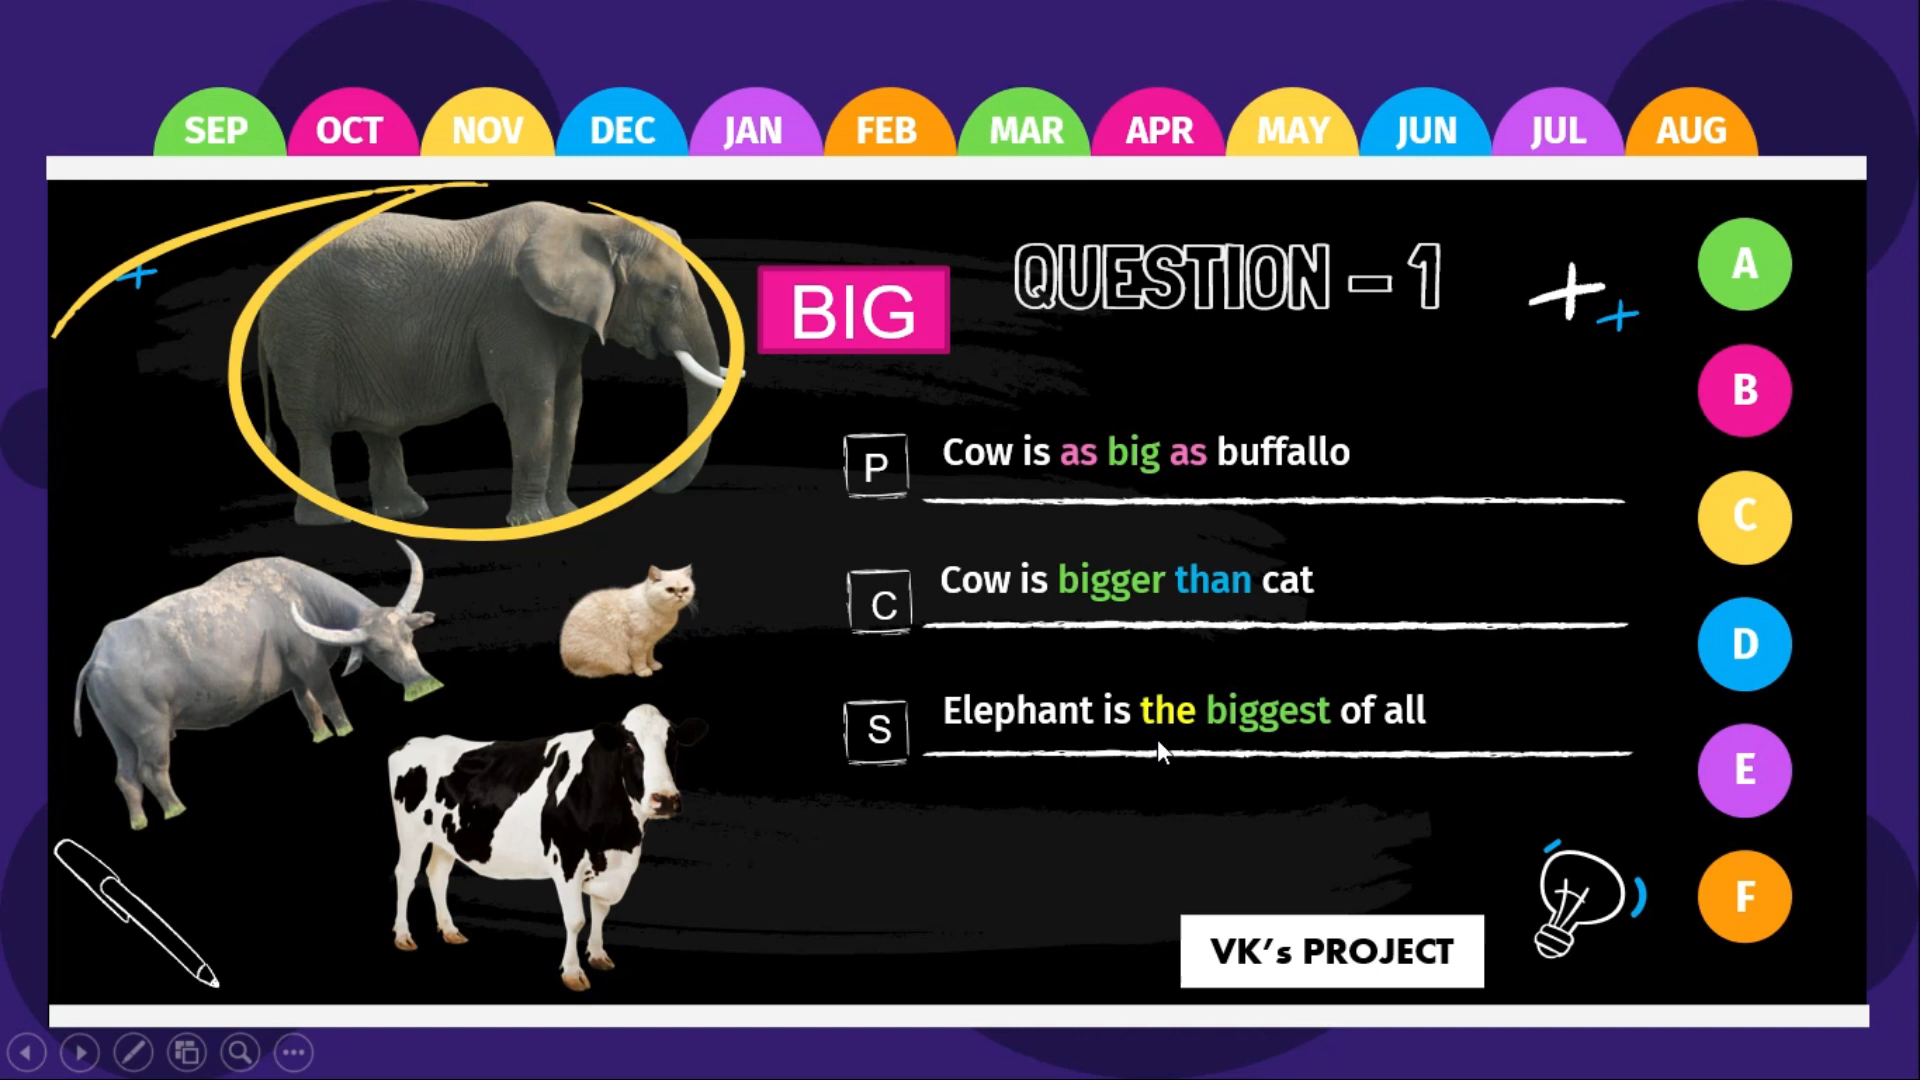 SEP OCT NOV DEC JAN FEB MAR APR MAY JUN JUL AUG
QUESTION – 1
BIG
P Cow is as big as buffallo
C Cow is bigger than cat
S Elephant is the biggest of all
A
B
C
D
E
F
VK's PROJECT